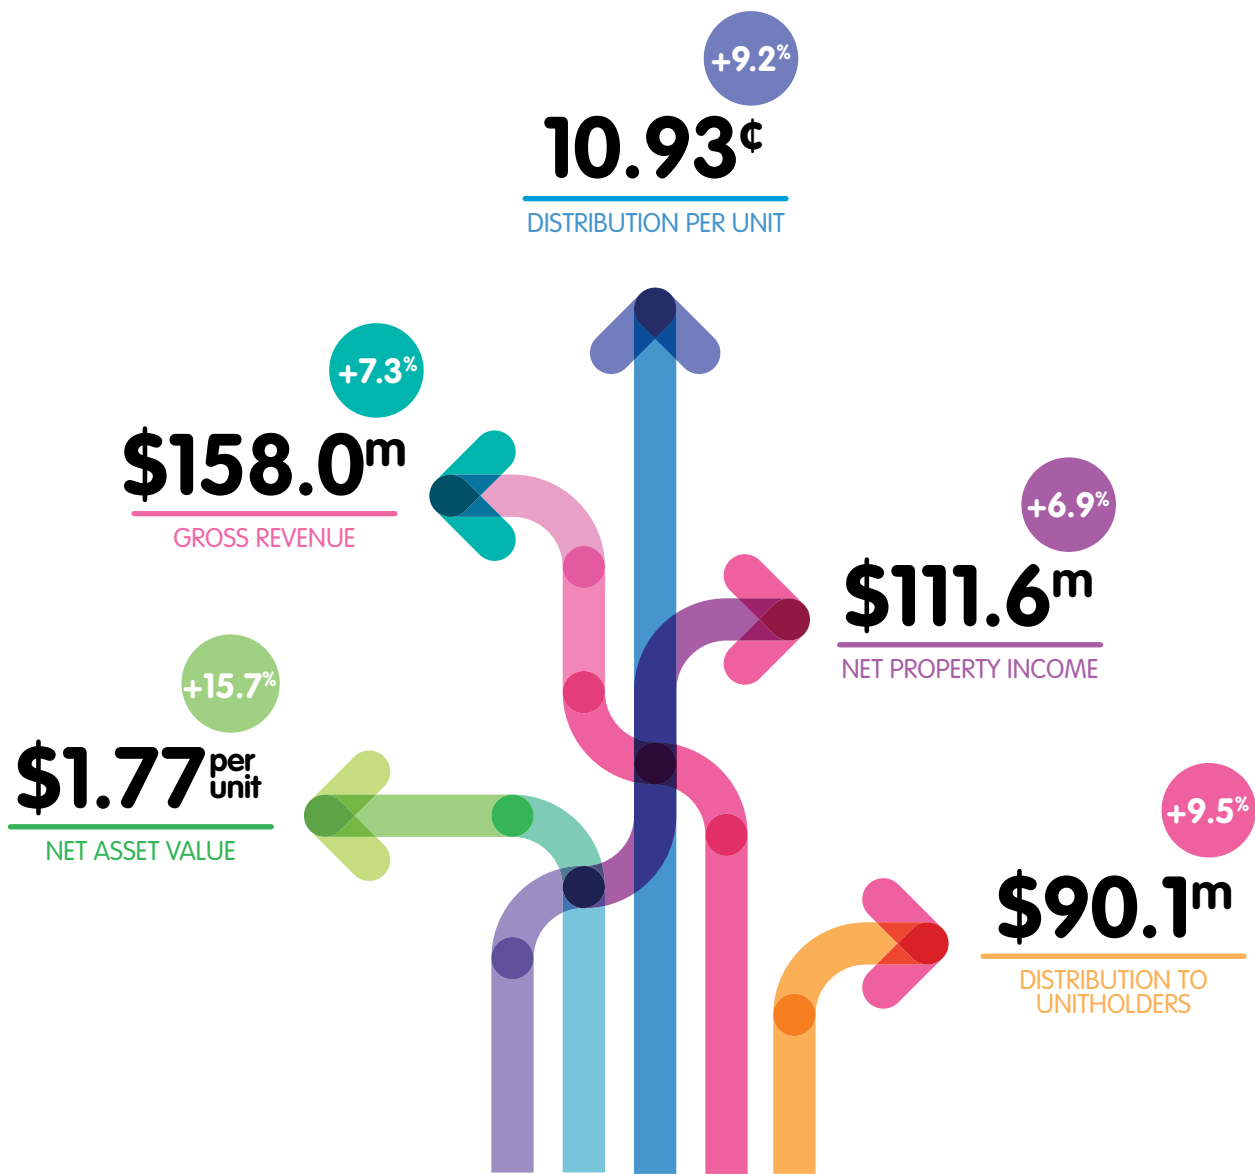 +9.2%
10.93¢
DISTRIBUTION PER UNIT
+7.3%
$158.0m
GROSS REVENUE
+6.9%
$111.6m
NET PROPERTY INCOME
+15.7%
$1.77 per
unit
NET ASSET VALUE
+9.5%
$90.1m
DISTRIBUTION TO
UNITHOLDERS